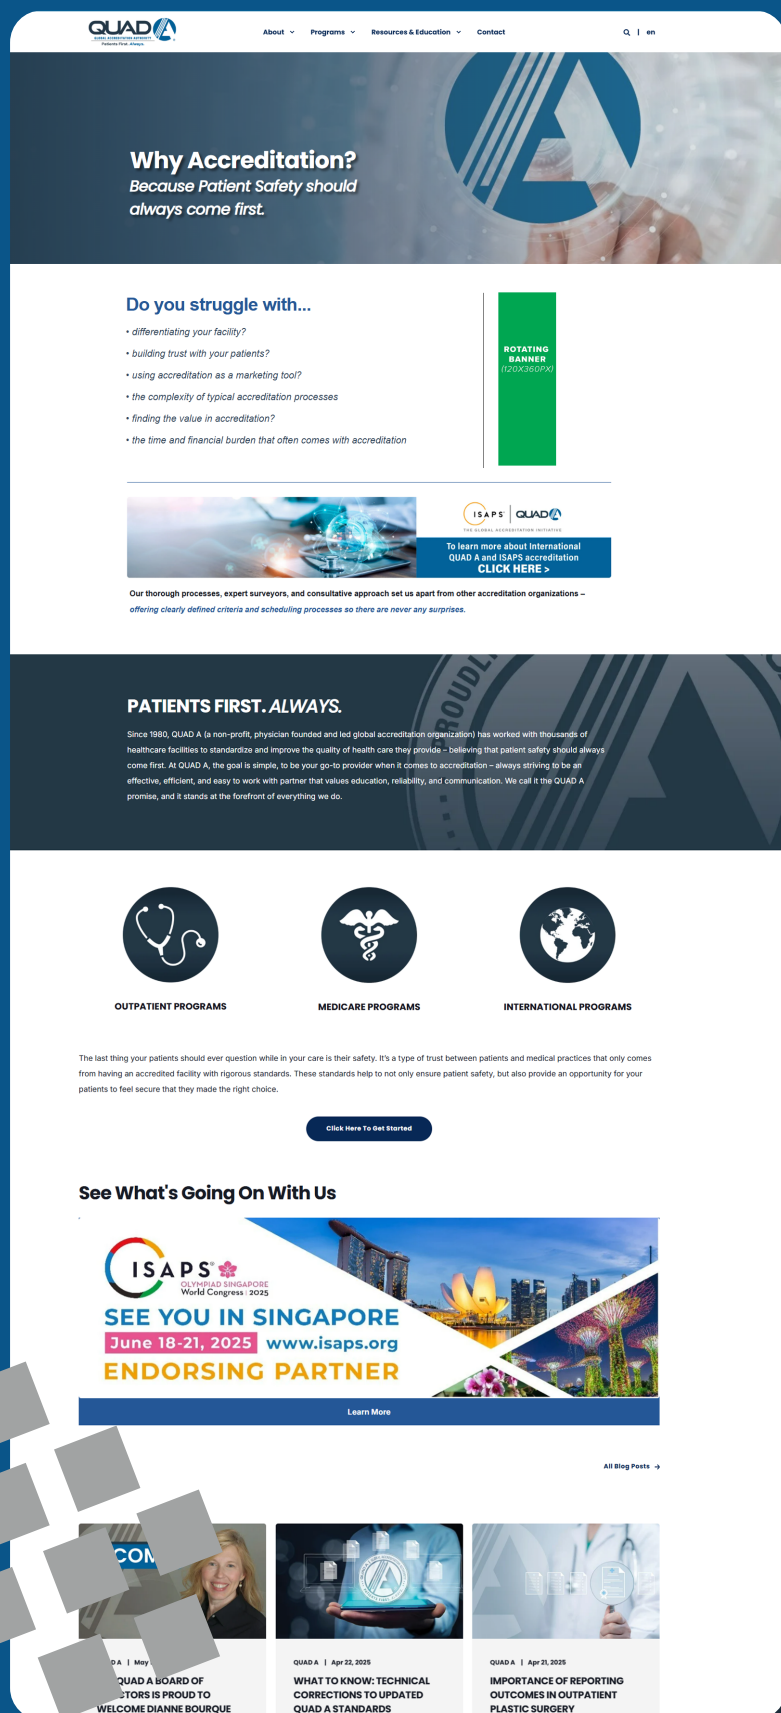 QUAD A
GLOBAL ACCREDITATION AUTHORITY
Patients First. Always.
About
Programs
Resources & Education
Contact
| en
Why Accreditation?
Because Patient Safety should
always come first.
Do you struggle with...
• differentiating your facility?
• building trust with your patients?
• using accreditation as a marketing tool?
• the complexity of typical accreditation processes
• finding the value in accreditation?
• the time and financial burden that often comes with accreditation
ROTATING
BANNER
(120X360PX)
ISAPS | QUAD A
THE GLOBAL ACCREDITATION INITIATIVE
To learn more about International
QUAD A and ISAPS accreditation
CLICK HERE >
Our thorough processes, expert surveyors, and consultative approach set us apart from other accreditation organizations –
offering clearly defined criteria and scheduling processes so there are never any surprises.
PROUDL
PATIENTS FIRST. ALWAYS.
Since 1980, QUAD A (a non-profit, physician founded and led global accreditation organization) has worked with thousands of
healthcare facilities to standardize and improve the quality of health care they provide – believing that patient safety should always
come first. At QUAD A, the goal is simple, to be your go-to provider when it comes to accreditation – always striving to be an
effective, efficient, and easy to work with partner that values education, reliability, and communication. We call it the QUAD A
promise, and it stands at the forefront of everything we do.
OUTPATIENT PROGRAMS
MEDICARE PROGRAMS
INTERNATIONAL PROGRAMS
The last thing your patients should ever question while in your care is their safety. It's a type of trust between patients and medical practices that only comes
from having an accredited facility with rigorous standards. These standards help to not only ensure patient safety, but also provide an opportunity for your
patients to feel secure that they made the right choice.
Click Here To Get Started
See What's Going On With Us
ISAPS®
OLYMPIAD SINGAPORE
World Congress | 2025
SEE YOU IN SINGAPORE
June 18-21, 2025 www.isaps.org
ENDORSING PARTNER
Learn More
All Blog Posts
COM
D A | May
QUAD A BOARD OF
CTORS IS PROUD TO
WELCOME DIANNE BOURQUE
QUAD A | Apr 22, 2025
WHAT TO KNOW: TECHNICAL
CORRECTIONS TO UPDATED
QUAD A STANDARDS
QUAD A | Apr 21, 2025
IMPORTANCE OF REPORTING
OUTCOMES IN OUTPATIENT
PLASTIC SURGERY